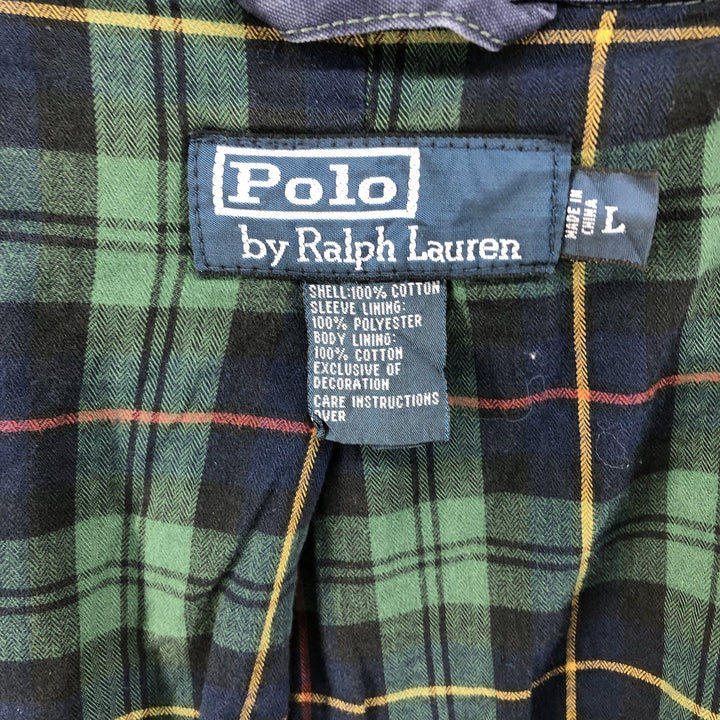 Polo
by Ralph Lauren
MADE IN
CHINA
L
SHELL:100% COTTON
SLEEVE LINING:
100% POLYESTER
BODY LINING:
100% COTTON
EXCLUSIVE OF
DECORATION
CARE INSTRUCTIONS
OVER